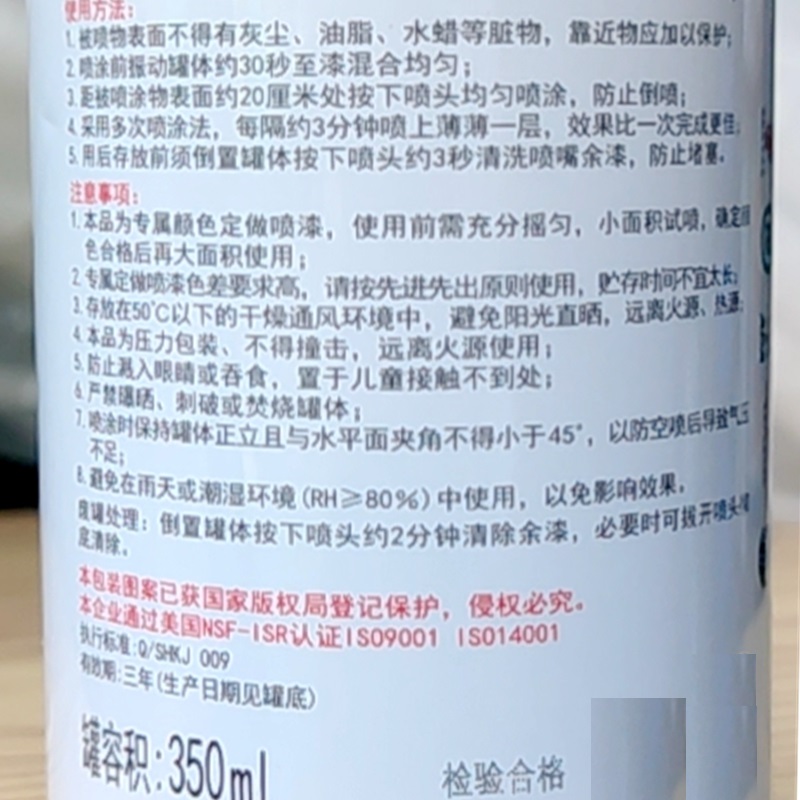 使用方法:
1.被喷物表面不得有灰尘、油脂、水蜡等脏物，靠近物应加以保护;
2.喷涂前振动罐体约30秒至漆混合均匀;
3.距被喷涂物表面约20厘米处按下喷头均匀喷涂，防止倒喷;
4.采用多次喷涂法，每隔约3分钟喷上薄薄一层，效果比一次完成更佳.
5.用后存放前须倒置罐体按下喷头约3秒清洗喷嘴余漆，防止堵塞.
注意事项:
1.本品为专属颜色定做喷漆，使用前需充分摇匀，小面积试喷，确定
色合格后再大面积使用;
2.专属定做喷漆色差要求高，请按先进先出原则使用，贮存时间不宜太长;
3.存放在50℃以下的干燥通风环境中，避免阳光直晒，远离火源、热源;
4.本品为压力包装、不得撞击，远离火源使用;
5.防止溅入眼睛或吞食，置于儿童接触不到处;
6.严禁曝晒、刺破或焚烧罐体;
7.喷涂时保持罐体正立且与水平面夹角不得小于45°，以防空喷后导致气压
不足;
8.避免在雨天或潮湿环境(RH≥80%)中使用，以免影响效果.
废罐处理:倒置罐体按下喷头约2分钟清除余漆，必要时可拔开喷头
底清除.
本包装图案已获国家版权局登记保护，侵权必究。
本企业通过美国NSF-ISR认证ISO9001 ISO14001
执行标准:Q/SHKJ 009
有效期:三年(生产日期见罐底)
罐容积:350ml
检验合格